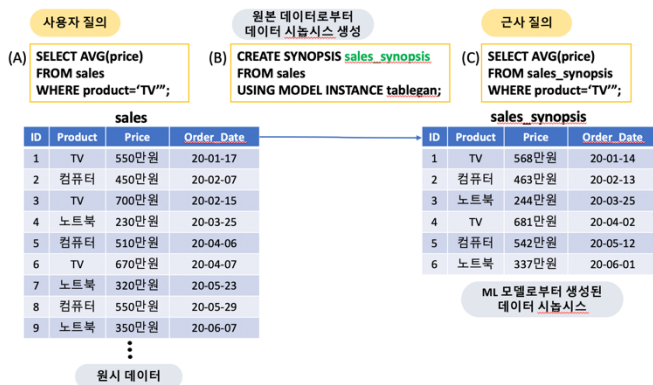 사용자 질의
원본 데이터로부터
데이터 시놉시스 생성
근사 질의
(A)
SELECT AVG(price)
FROM sales
WHERE product=‘TV’”;
(B)
CREATE SYNOPSIS sales_synopsis
FROM sales
USING MODEL INSTANCE tablegan;
(C)
SELECT AVG(price)
FROM sales_synopsis
WHERE product=‘TV’”;
sales
ID Product Price Order_Date
1 TV 550만원 20-01-17
2 컴퓨터 450만원 20-02-07
3 TV 700만원 20-02-15
4 노트북 230만원 20-03-25
5 컴퓨터 510만원 20-04-06
6 TV 670만원 20-04-07
7 노트북 320만원 20-05-23
8 컴퓨터 550만원 20-05-29
9 노트북 350만원 20-06-07
원시 데이터
sales_synopsis
ID Product Price Order_Date
1 TV 568만원 20-01-14
2 컴퓨터 463만원 20-02-13
3 노트북 244만원 20-03-25
4 TV 681만원 20-04-02
5 컴퓨터 542만원 20-05-12
6 노트북 337만원 20-06-01
ML 모델로부터 생성된
데이터 시놉시스